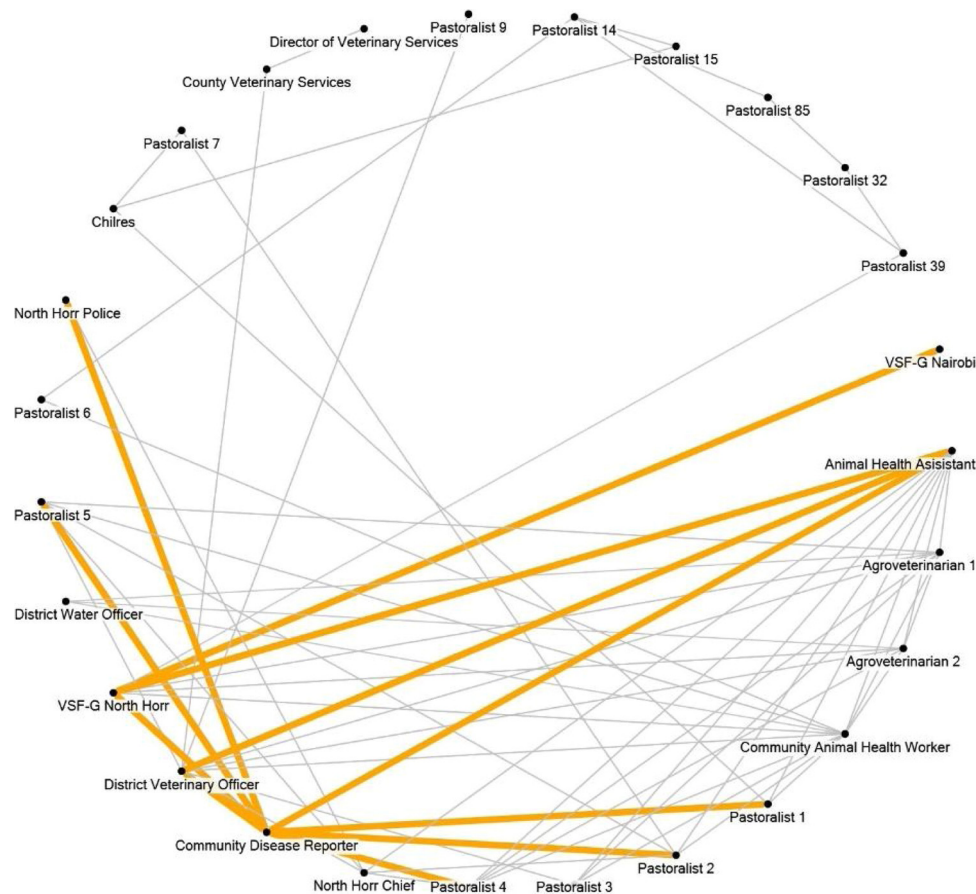 Pastoralist 9
Pastoralist 14
Director of Veterinary Services
Pastoralist 15
County Veterinary Services
Pastoralist 85
Pastoralist 7
Pastoralist 32
Chilres
Pastoralist 39
North Horr Police
VSF-G Nairobi
Pastoralist 6
Animal Health Asisistant
Pastoralist 5
Agroveterinarian 1
District Water Officer
Agroveterinarian 2
VSF-G North Horr
Community Animal Health Worker
District Veterinary Officer
Pastoralist 1
Community Disease Reporter
Pastoralist 2
North Horr Chief
Pastoralist 4
Pastoralist 3